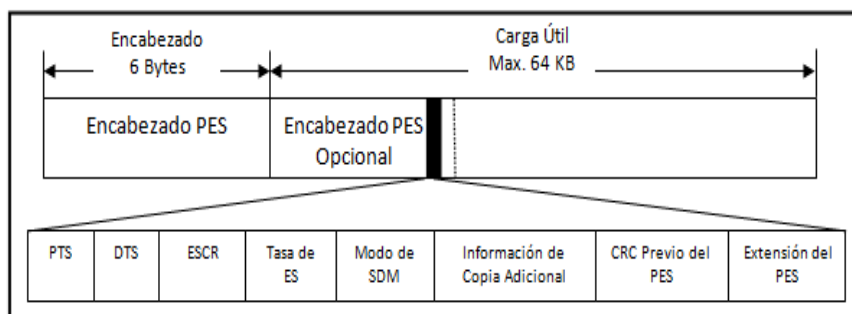 Encabezado
6 Bytes
Carga Útil
Max. 64 KB
Encabezado PES
Encabezado PES
Opcional
PTS
DTS
ESCR
Tasa de
ES
Modo de
SDM
Información de
Copia Adicional
CRC Previo del
PES
Extensión del
PES